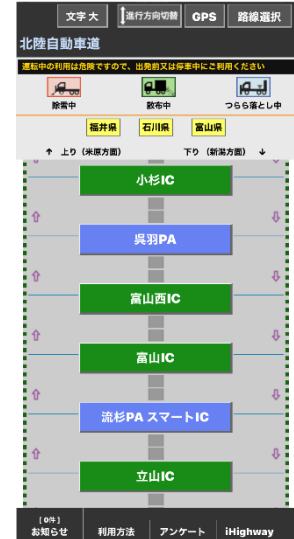 文字大 進行方向切替 GPS 路線選択
北陸自動車道
運転中の利用は危険ですので、出発前又は停車中にご利用ください
除雪中 散布中 つらら落とし中
福井県 石川県 富山県
↑ 上り (米原方面) 下り (新潟方面) ↓
小杉IC
呉羽PA
富山西IC
富山IC
流杉PA スマートIC
立山IC
[0件]
お知らせ 利用方法 アンケート iHighway